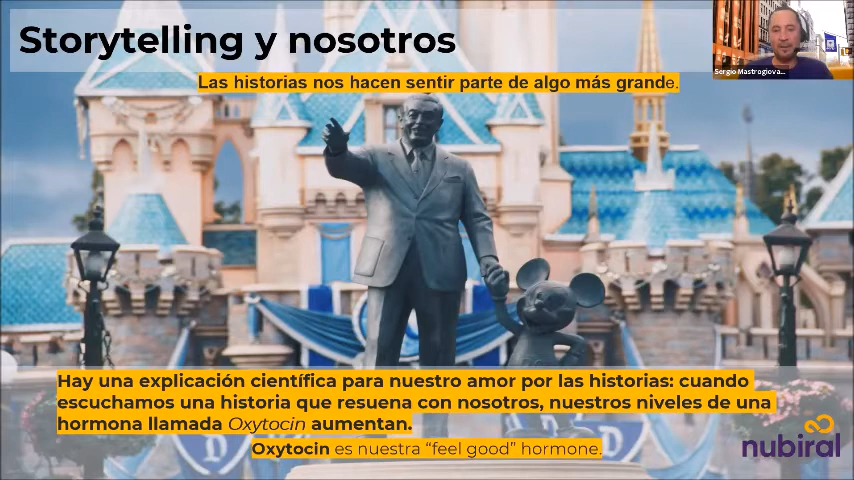 Storytelling y nosotros
Sergio Mastrogiova...
Las historias nos hacen sentir parte de algo más grande.
Hay una explicación científica para nuestro amor por las historias: cuando
escuchamos una historia que resuena con nosotros, nuestros niveles de una
hormona llamada Oxytocin aumentan.
Oxytocin es nuestra “feel good” hormone.
nubiral